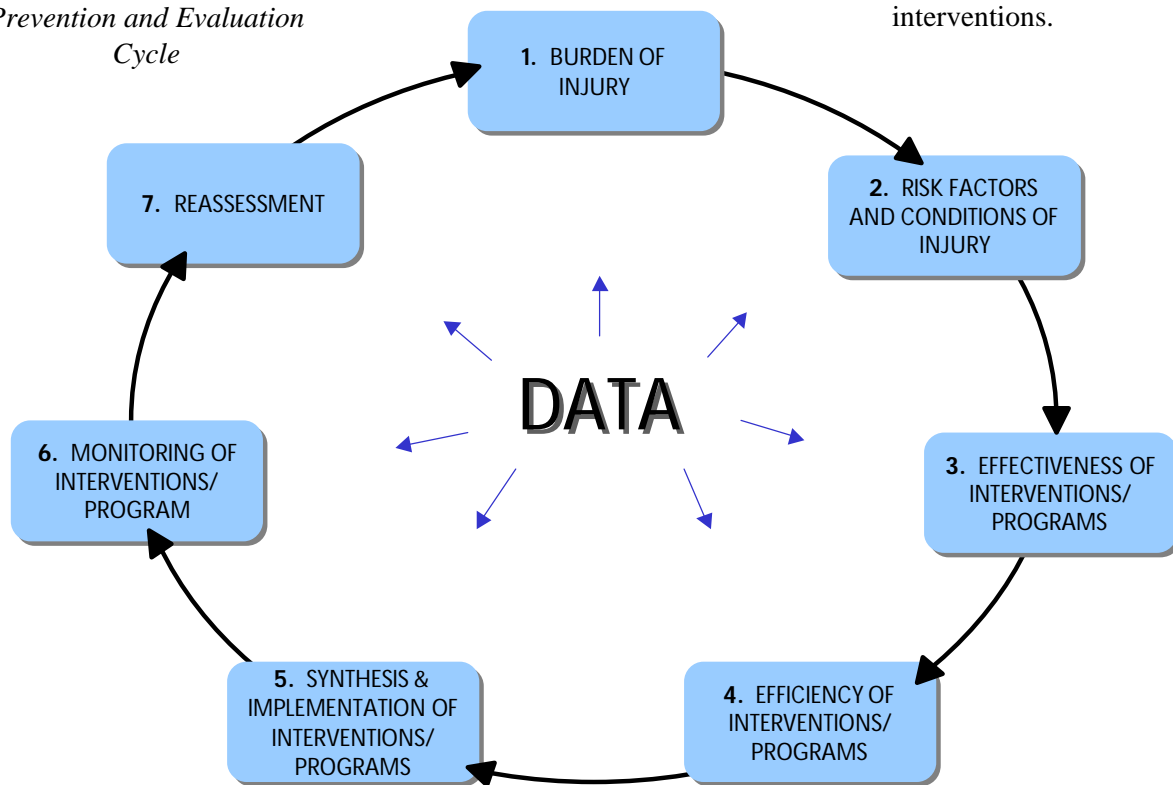 Prevention and Evaluation
Cycle
interventions.
1. BURDEN OF
INJURY
2. RISK FACTORS
AND CONDITIONS OF
INJURY
3. EFFECTIVENESS OF
INTERVENTIONS/
PROGRAMS
4. EFFICIENCY OF
INTERVENTIONS/
PROGRAMS
5. SYNTHESIS &
IMPLEMENTATION OF
INTERVENTIONS/
PROGRAMS
6. MONITORING OF
INTERVENTIONS/
PROGRAM
7. REASSESSMENT
DATA